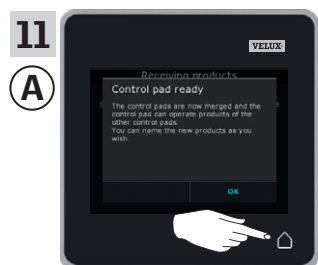 11
A
VELUX
Receiving products
Control pad ready
The control pads are now merged and the
control pad can operate products of the
other control pads.
You can name the new products as you
wish.
OK